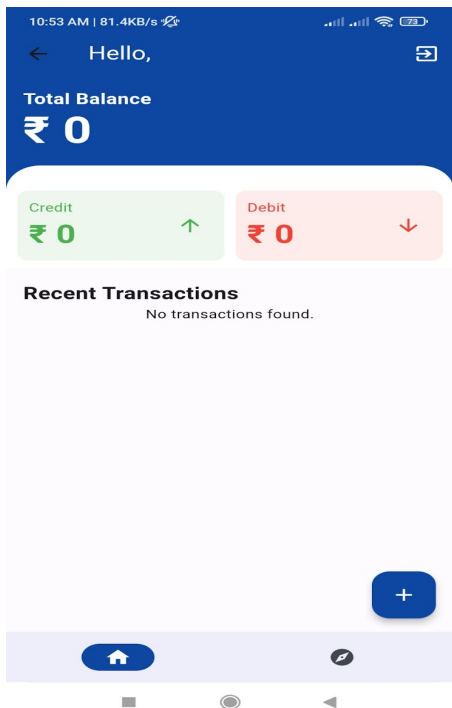 10:53 AM | 81.4KB/s
73
Hello,
Total Balance
₹ 0
Credit
₹ 0
Debit
₹ 0
Recent Transactions
No transactions found.
+